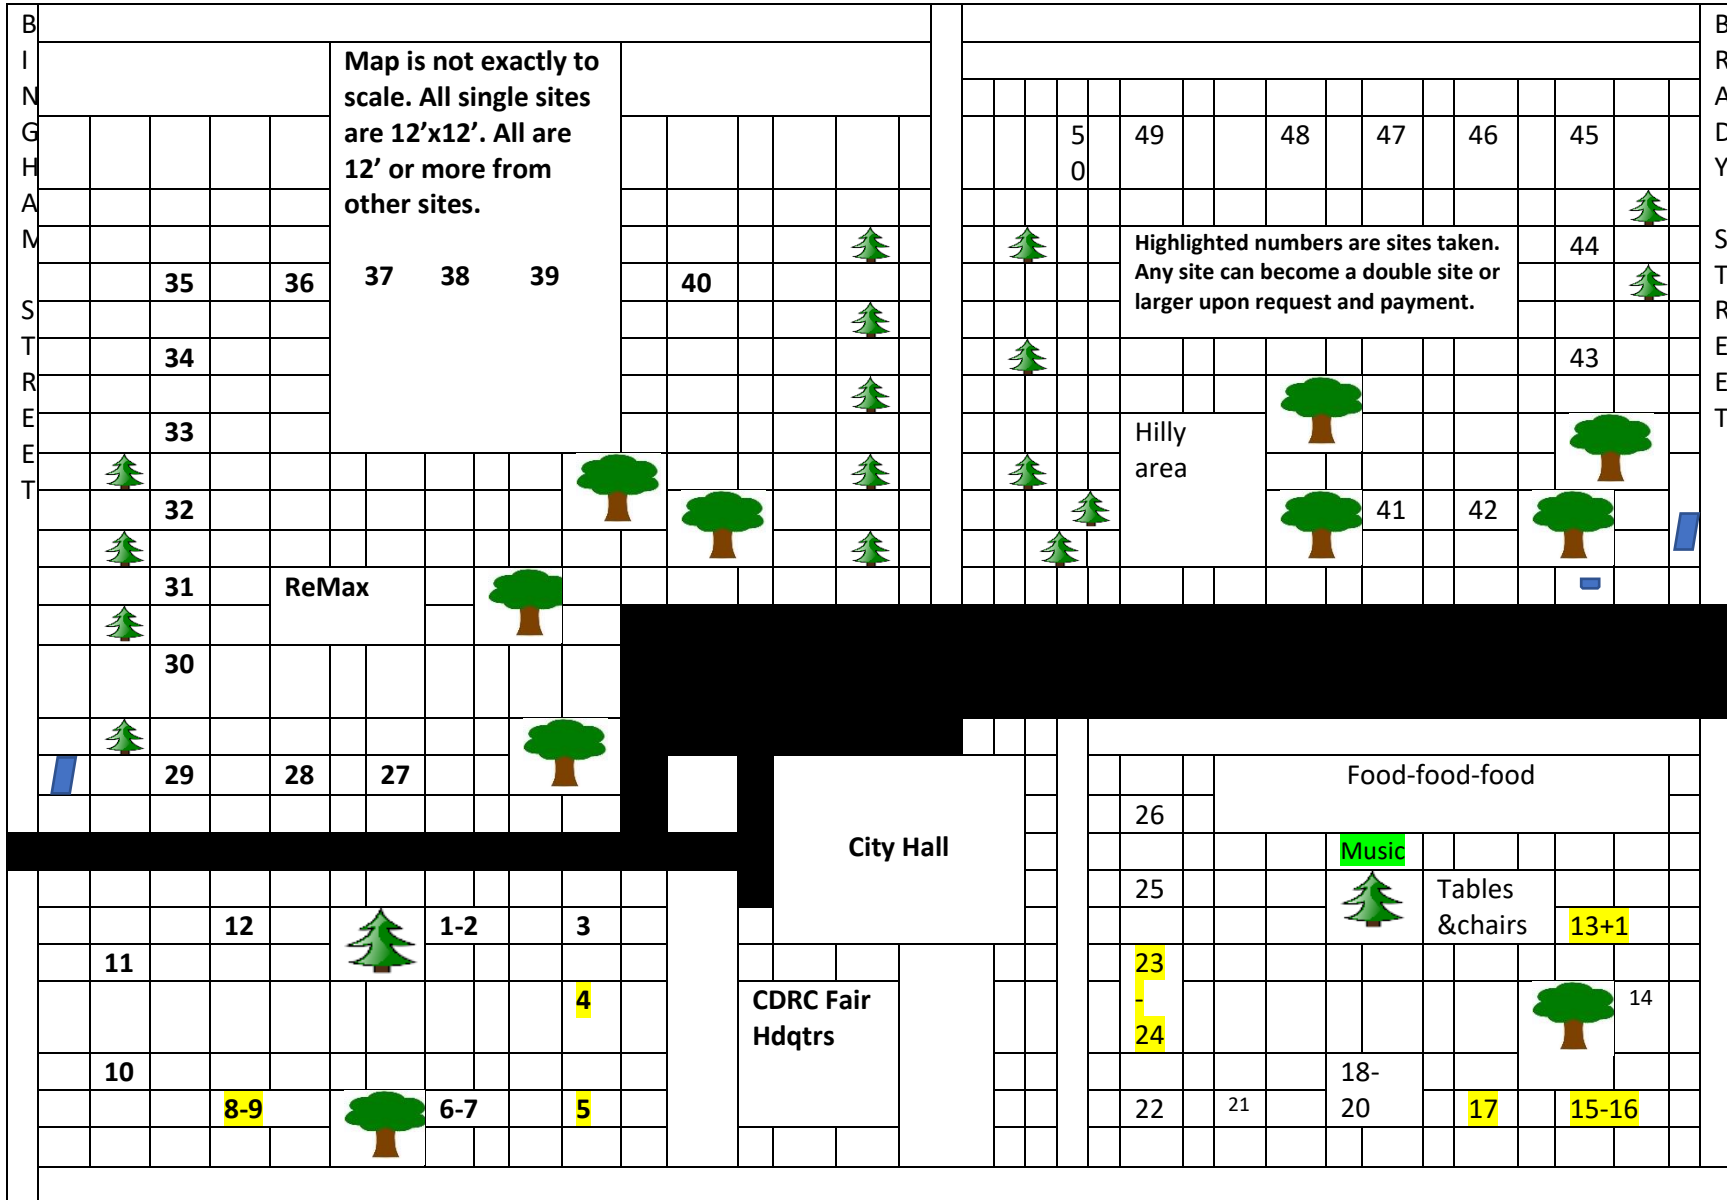 B
I
N
G
H
A
M
S
T
R
E
E
T
Map is not exactly to
scale. All single sites
are 12’x12’. All are
12’ or more from
other sites.
37 38 39
35 36 40
34
33
32
31 ReMax
30
29 28 27
B
R
A
D
Y
S
T
R
E
E
T
5
0
49 48 47 46 45
Highlighted numbers are sites taken.
Any site can become a double site or
larger upon request and payment.
44
43
Hilly
area
41 42
City Hall
Food-food-food
26
Music
25
Tables
&chairs
13+1
12 1-2 3
11
4
10
8-9 6-7 5
CDRC Fair
Hdqtrs
23
-
24
14
18-
20
22 21 17 15-16